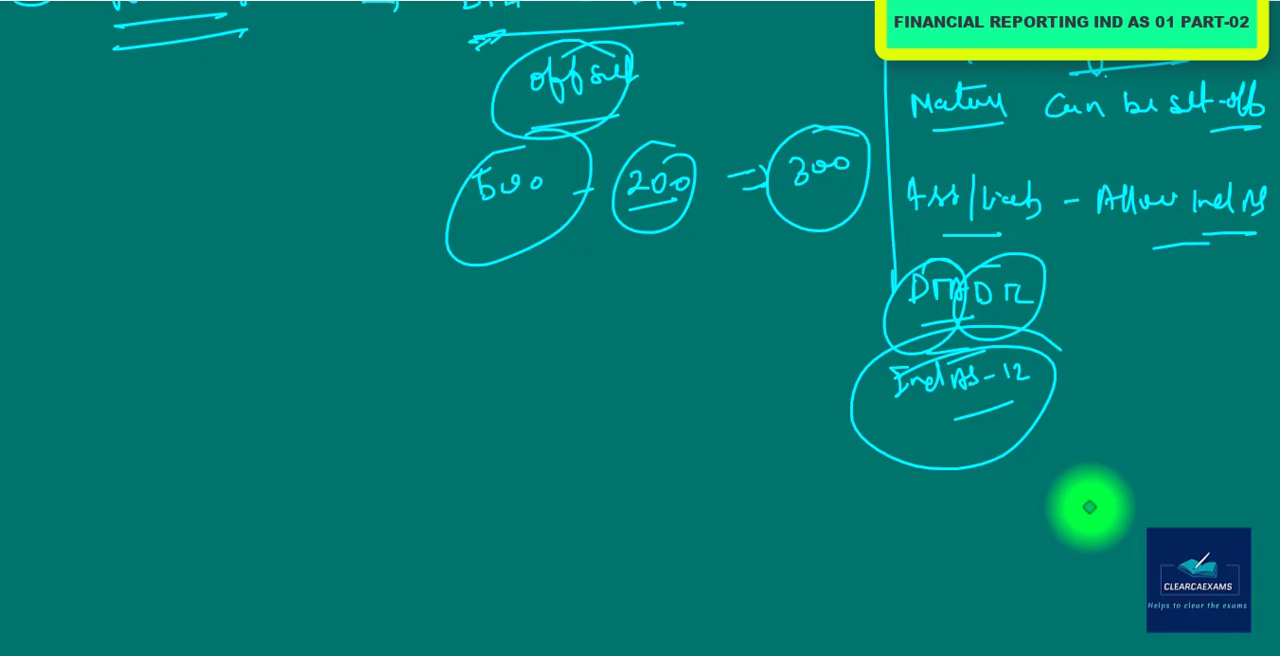 FINANCIAL REPORTING IND AS 01 PART-02
offset
500 - 200 => 300
Can be set-off
Ass/Liab - Allow Ind AS
DTA DTL
Ind AS-12
CLEARCAEXAMS
Helps to clear the exams